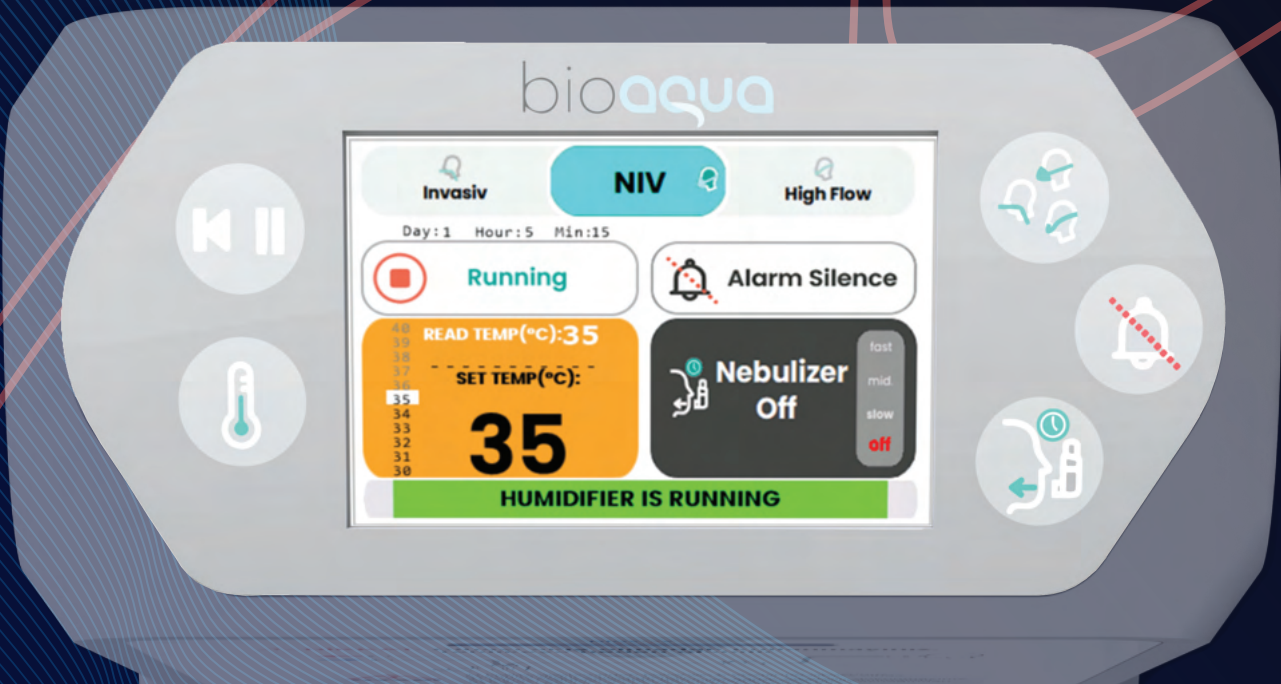 bioaqua
Invasiv
NIV
High Flow
Day:1 Hour:5 Min:15
Running
Alarm Silence
40
39
38
37
36
35
34
33
32
31
30
READ TEMP(°C):35
SET TEMP(°C):
35
Nebulizer
Off
fast
mid
slow
off
HUMIDIFIER IS RUNNING